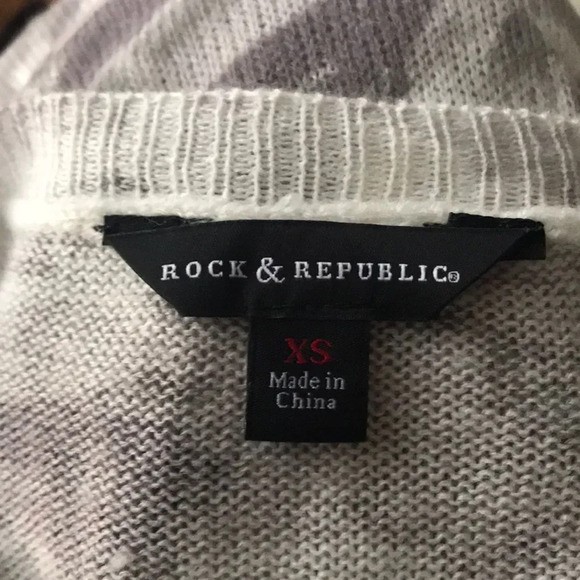 ROCK & REPUBLIC®
XS
Made in
China